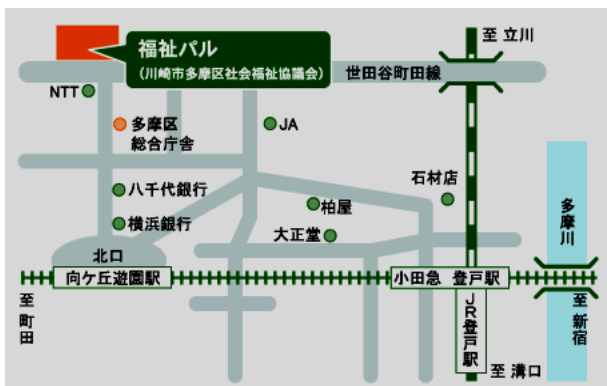 至 立川
福祉パル
(川崎市多摩区社会福祉協議会)
世田谷町田線
NTT
多摩区
総合庁舎
JA
石材店
八千代銀行
柏屋
多摩川
横浜銀行
大正堂
北口
向ケ丘遊園駅
小田急 登戸駅
至町田
JR登戸駅
至新宿
至 溝口